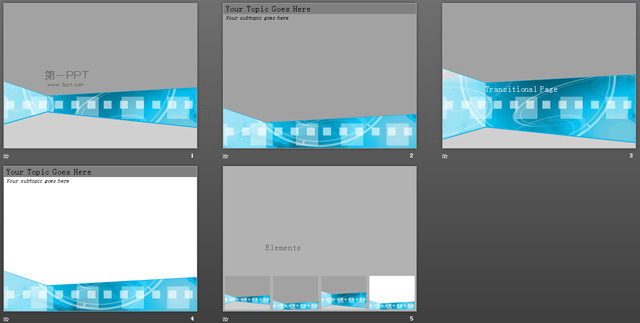 第一PPT
www.1ppt.com
1
Your Topic Goes Here
Your subtopic goes here
2
Transitional Page
3
Your Topic Goes Here
Your subtopic goes here
4
Elements
5